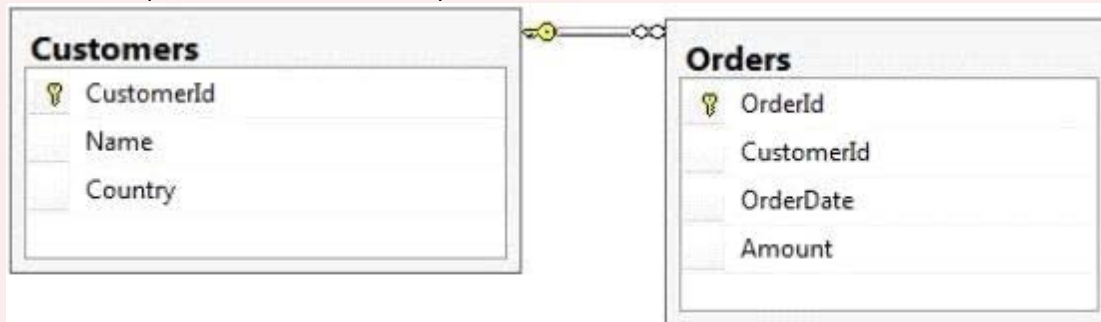 Customers
CustomerId
Name
Country
Orders
OrderId
CustomerId
OrderDate
Amount